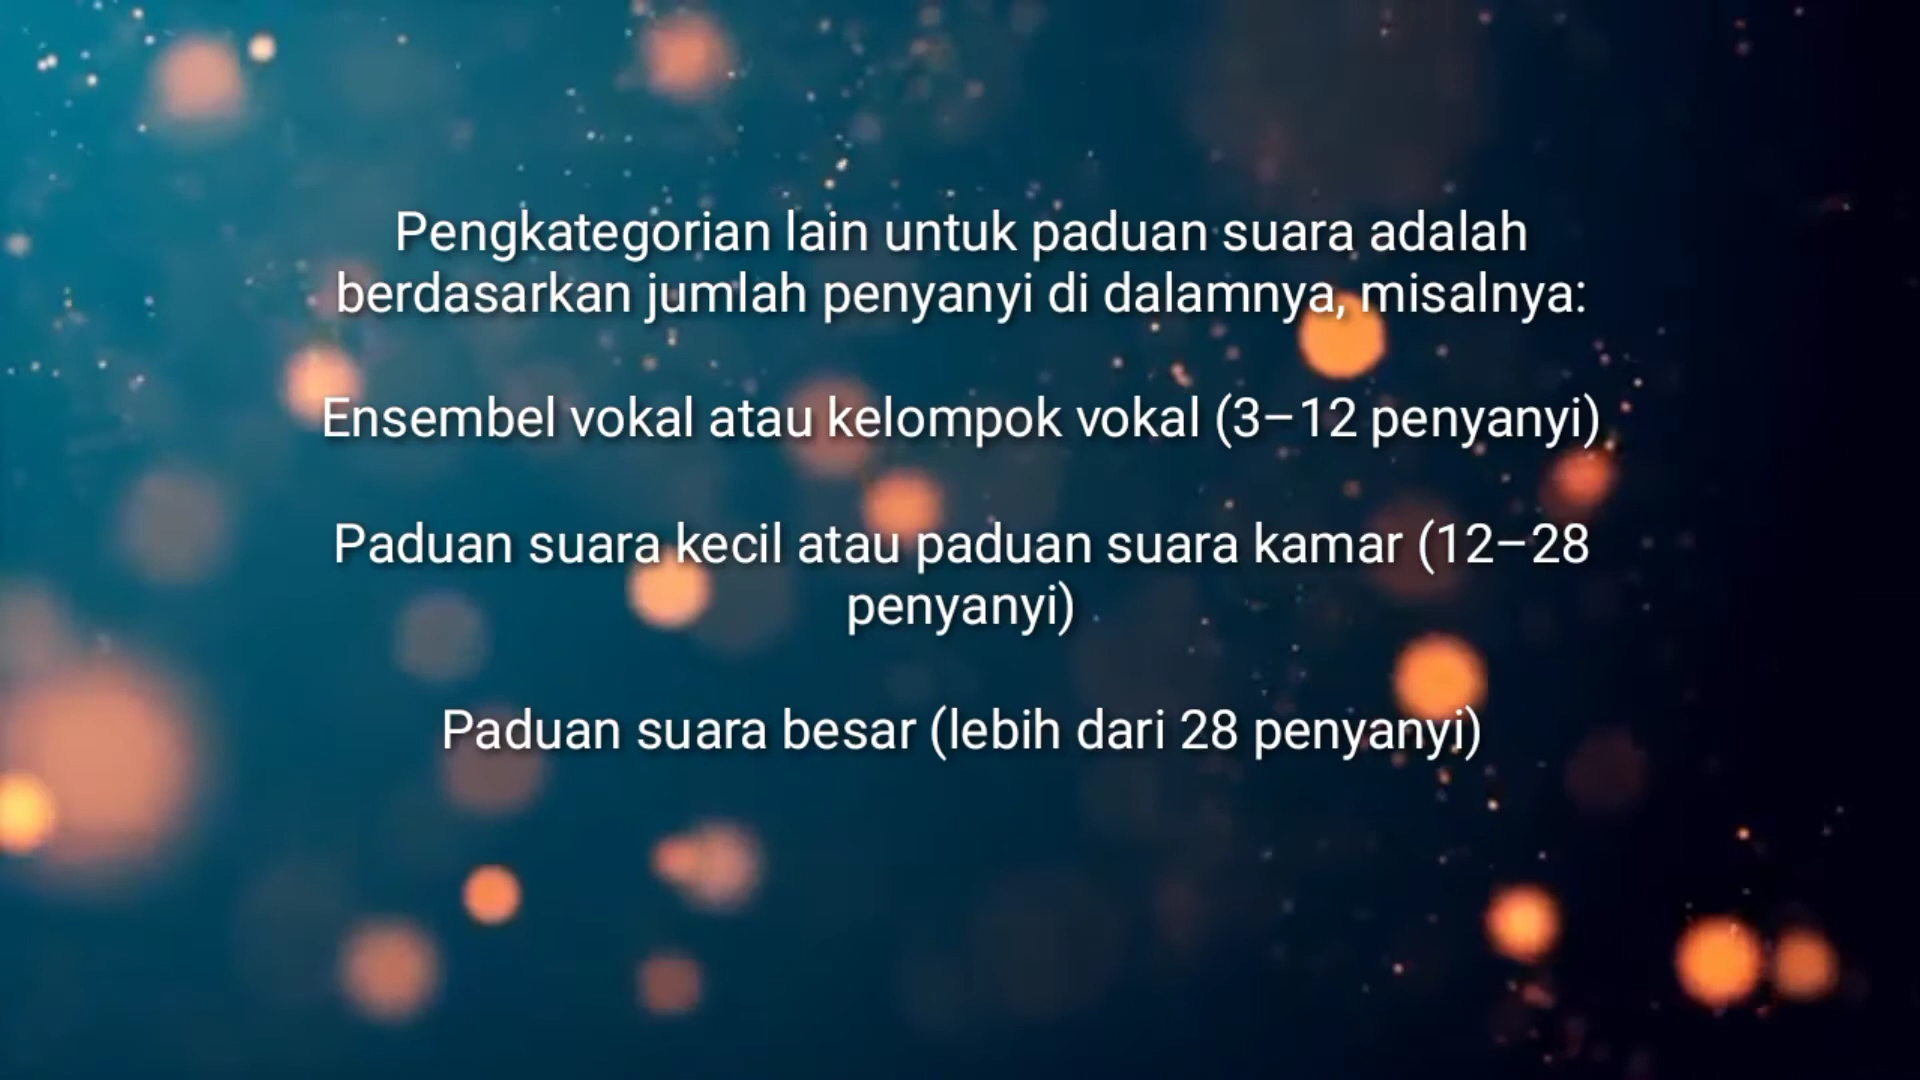 Pengkategorian lain untuk paduan suara adalah
berdasarkan jumlah penyanyi di dalamnya, misalnya:
Ensembel vokal atau kelompok vokal (3–12 penyanyi)
Paduan suara kecil atau paduan suara kamar (12–28
penyanyi)
Paduan suara besar (lebih dari 28 penyanyi)